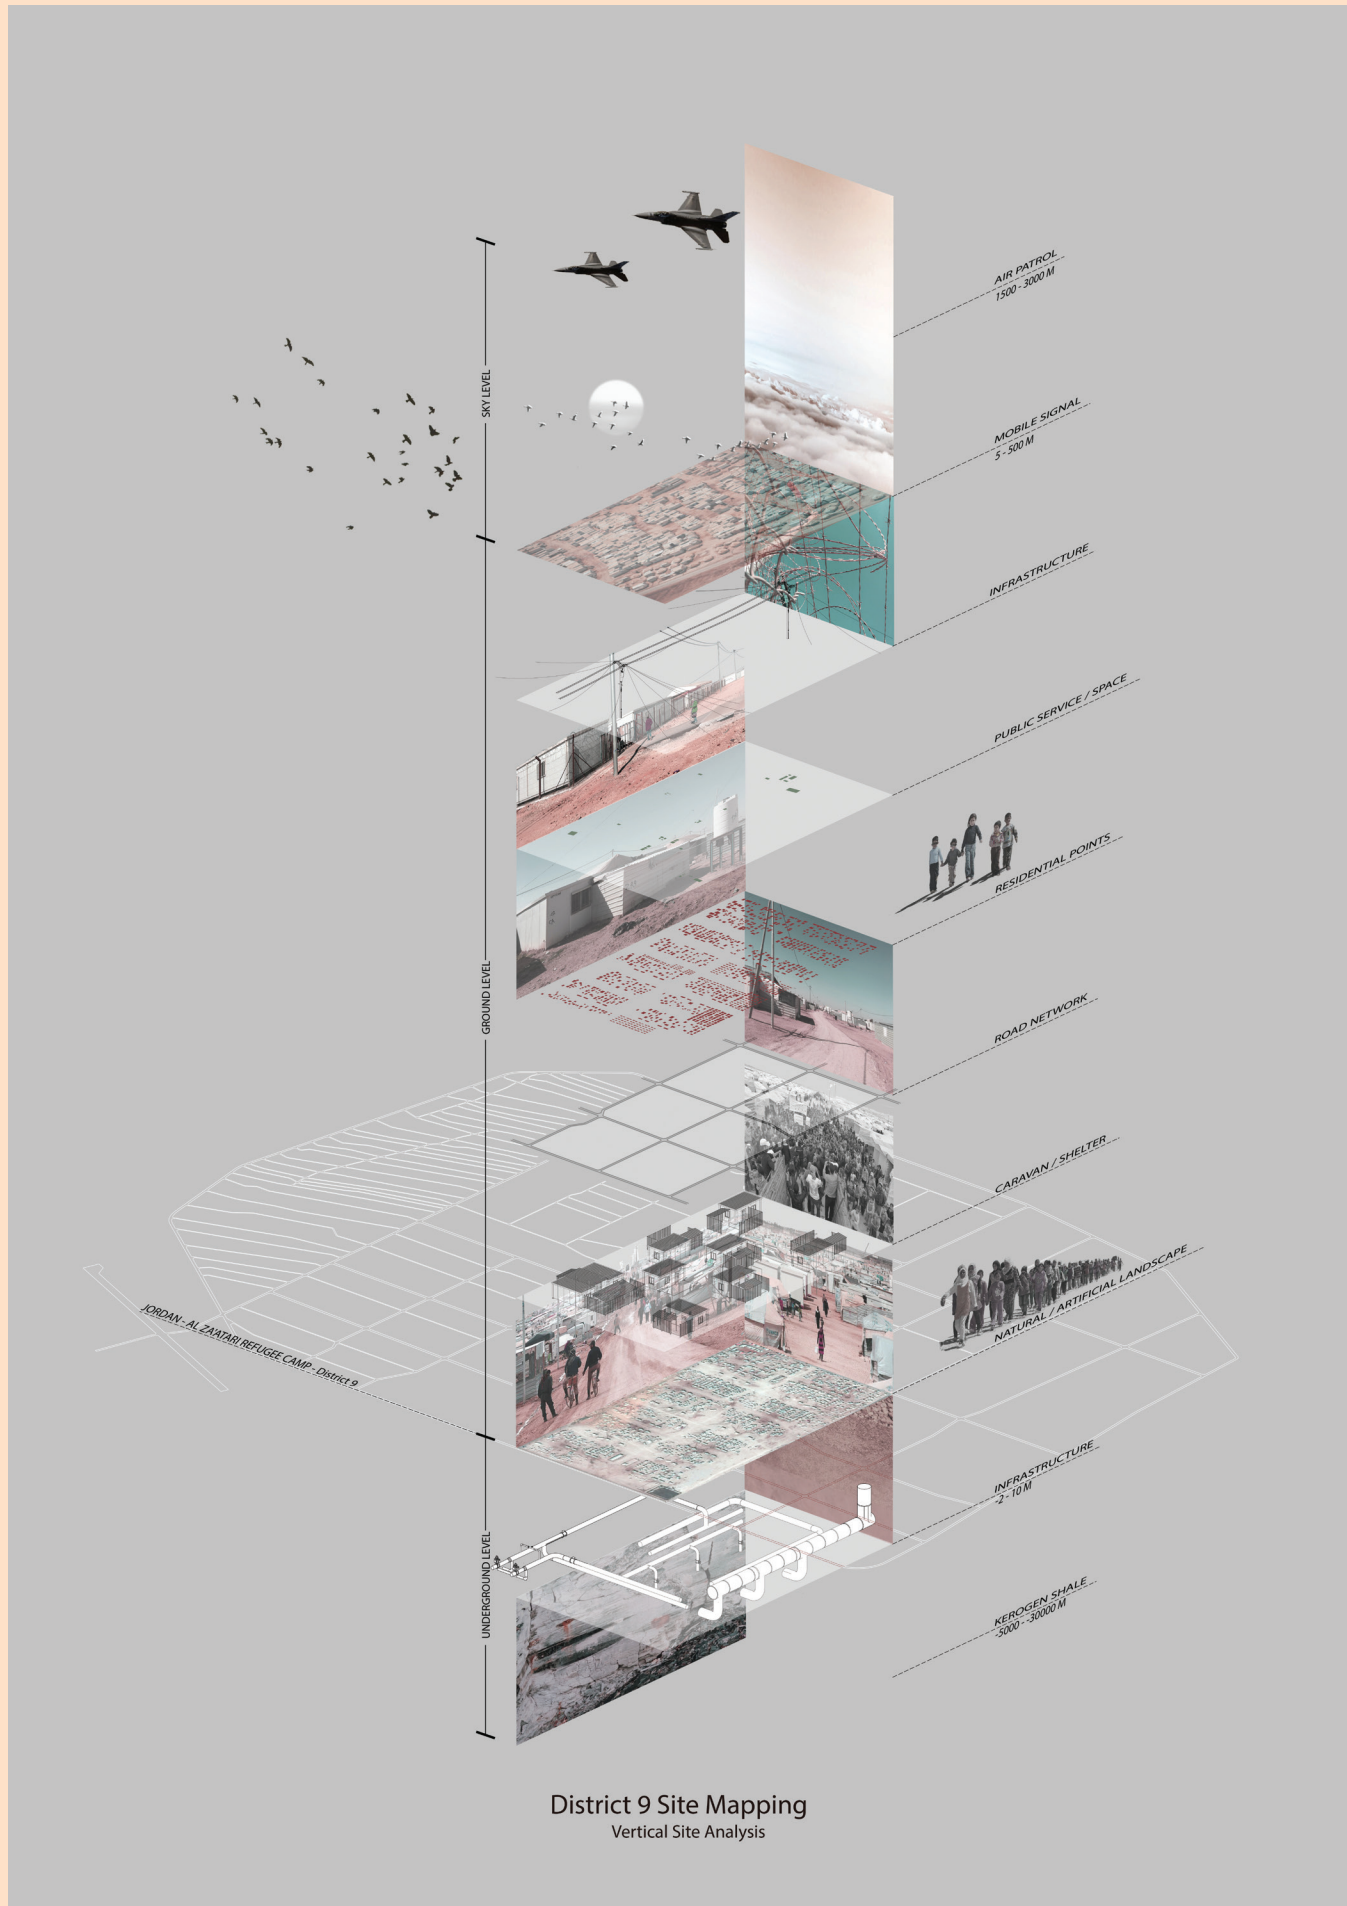 AIR PATROL
1500 - 3000 M
SKY LEVEL
MOBILE SIGNAL
5 - 500 M
INFRASTRUCTURE
PUBLIC SERVICE / SPACE
RESIDENTIAL POINTS
GROUND LEVEL
ROAD NETWORK
CARAVAN / SHELTER
NATURAL / ARTIFICIAL LANDSCAPE
JORDAN - AL ZA'ATARI REFUGEE CAMP - District 9
INFRASTRUCTURE
-2 - 10 M
UNDERGROUND LEVEL
KEROGEN SHALE
-5000 - -30000 M
District 9 Site Mapping
Vertical Site Analysis